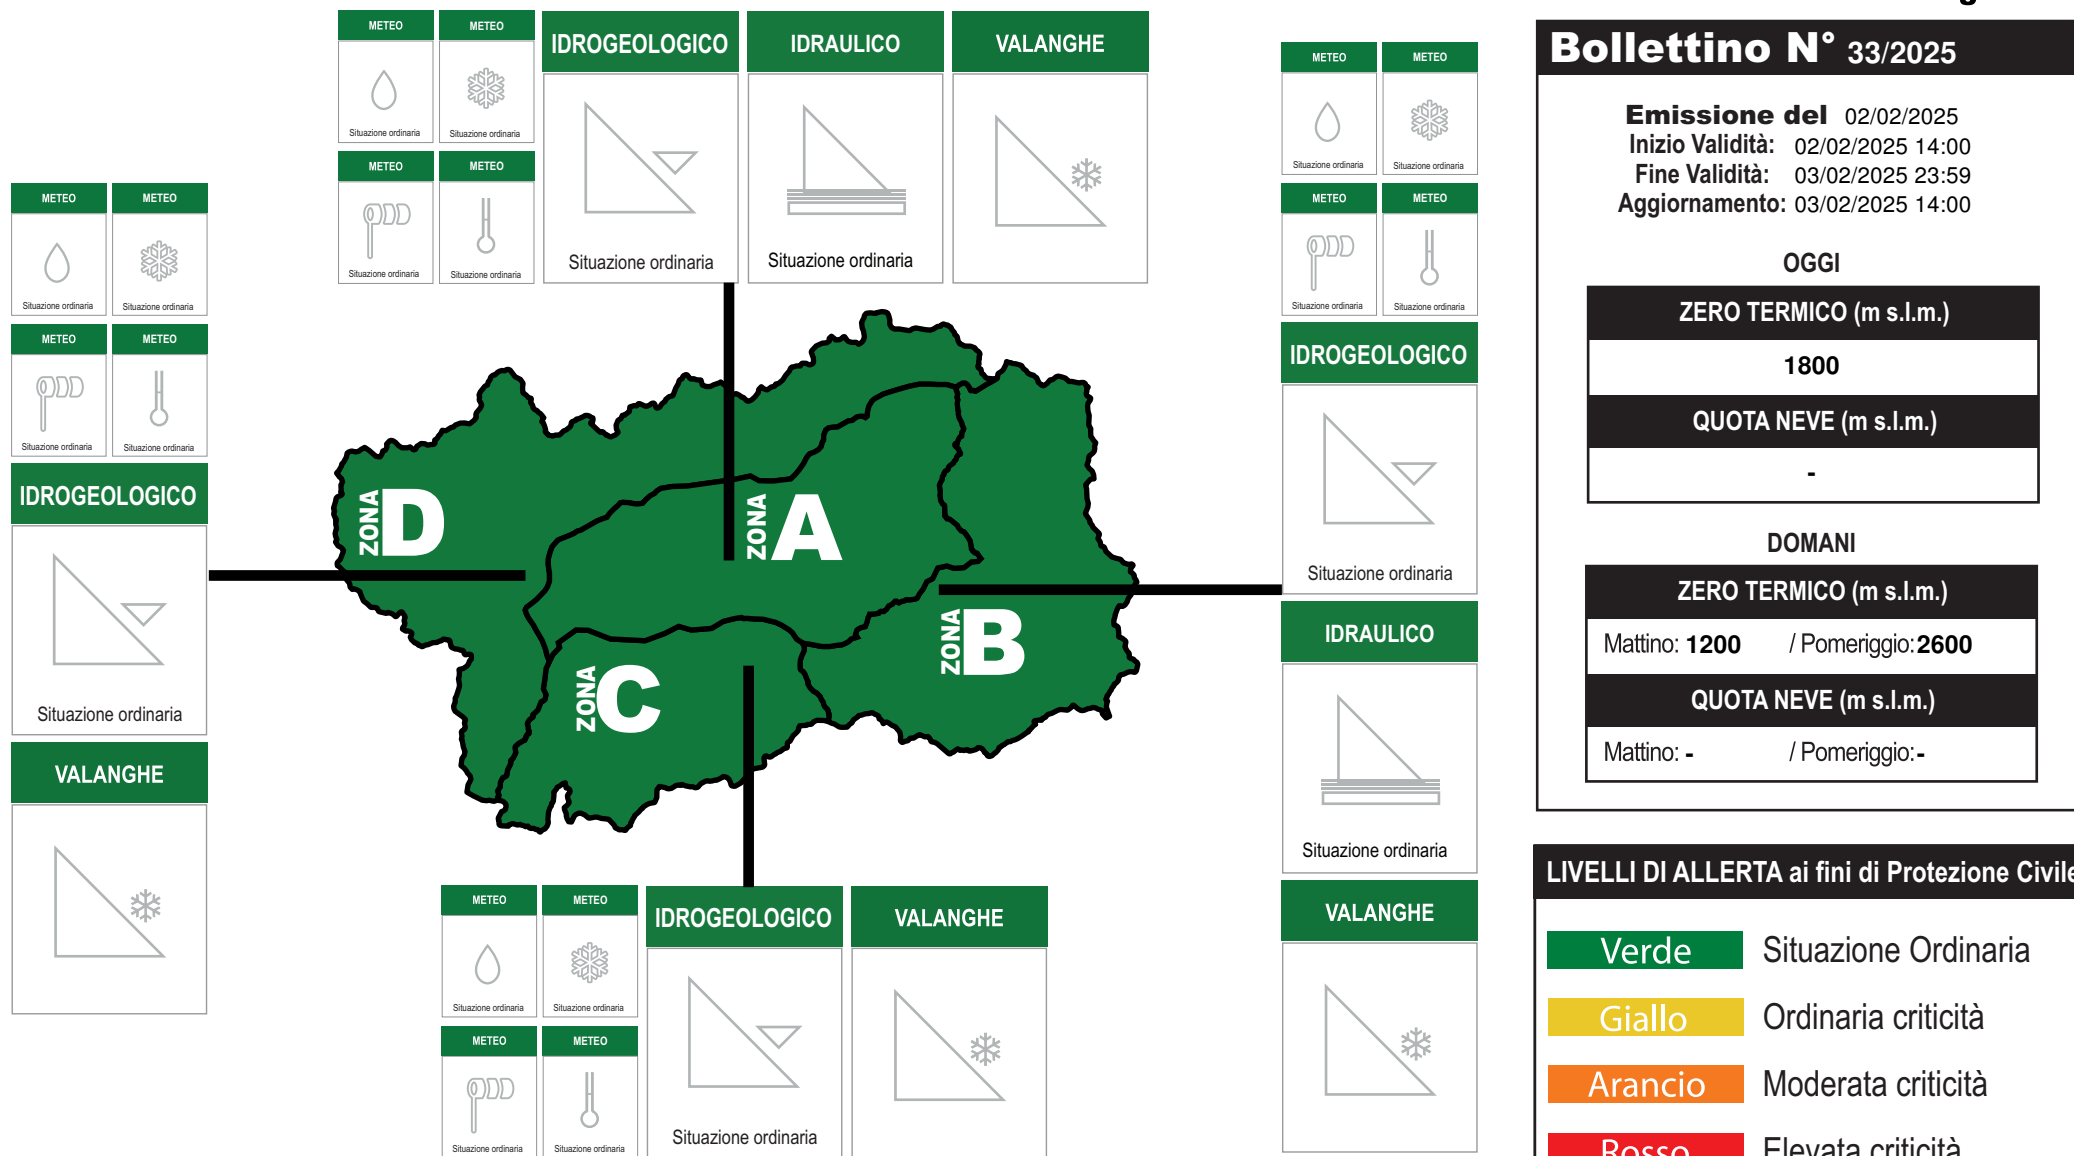 METEO METEO
Situazione ordinaria Situazione ordinaria
METEO METEO
Situazione ordinaria Situazione ordinaria
IDROGEOLOGICO
Situazione ordinaria
IDRAULICO
Situazione ordinaria
VALANGHE
METEO METEO
Situazione ordinaria Situazione ordinaria
METEO METEO
Situazione ordinaria Situazione ordinaria
IDROGEOLOGICO
Situazione ordinaria
VALANGHE
ZONA D
ZONA A
ZONA B
ZONA C
METEO METEO
Situazione ordinaria Situazione ordinaria
METEO METEO
Situazione ordinaria Situazione ordinaria
IDROGEOLOGICO
Situazione ordinaria
IDRAULICO
Situazione ordinaria
VALANGHE
METEO METEO
Situazione ordinaria Situazione ordinaria
METEO METEO
Situazione ordinaria Situazione ordinaria
IDROGEOLOGICO
Situazione ordinaria
VALANGHE
Bollettino N° 33/2025
Emissione del 02/02/2025
Inizio Validità: 02/02/2025 14:00
Fine Validità: 03/02/2025 23:59
Aggiornamento: 03/02/2025 14:00
OGGI
ZERO TERMICO (m s.l.m.)
1800
QUOTA NEVE (m s.l.m.)
-
DOMANI
ZERO TERMICO (m s.l.m.)
Mattino: 1200 / Pomeriggio: 2600
QUOTA NEVE (m s.l.m.)
Mattino: - / Pomeriggio: -
LIVELLI DI ALLERTA ai fini di Protezione Civile
Verde Situazione Ordinaria
Giallo Ordinaria criticità
Arancio Moderata criticità
Rosso Elevata criticità